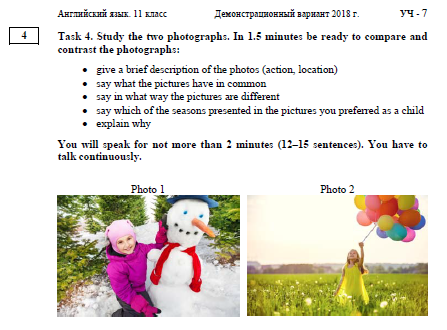 Английский язык. 11 класс Демонстрационный вариант 2018 г. УЧ - 7
4
Task 4. Study the two photographs. In 1.5 minutes be ready to compare and
contrast the photographs:
• give a brief description of the photos (action, location)
• say what the pictures have in common
• say in what way the pictures are different
• say which of the seasons presented in the pictures you preferred as a child
• explain why
You will speak for not more than 2 minutes (12–15 sentences). You have to
talk continuously.
Photo 1 Photo 2